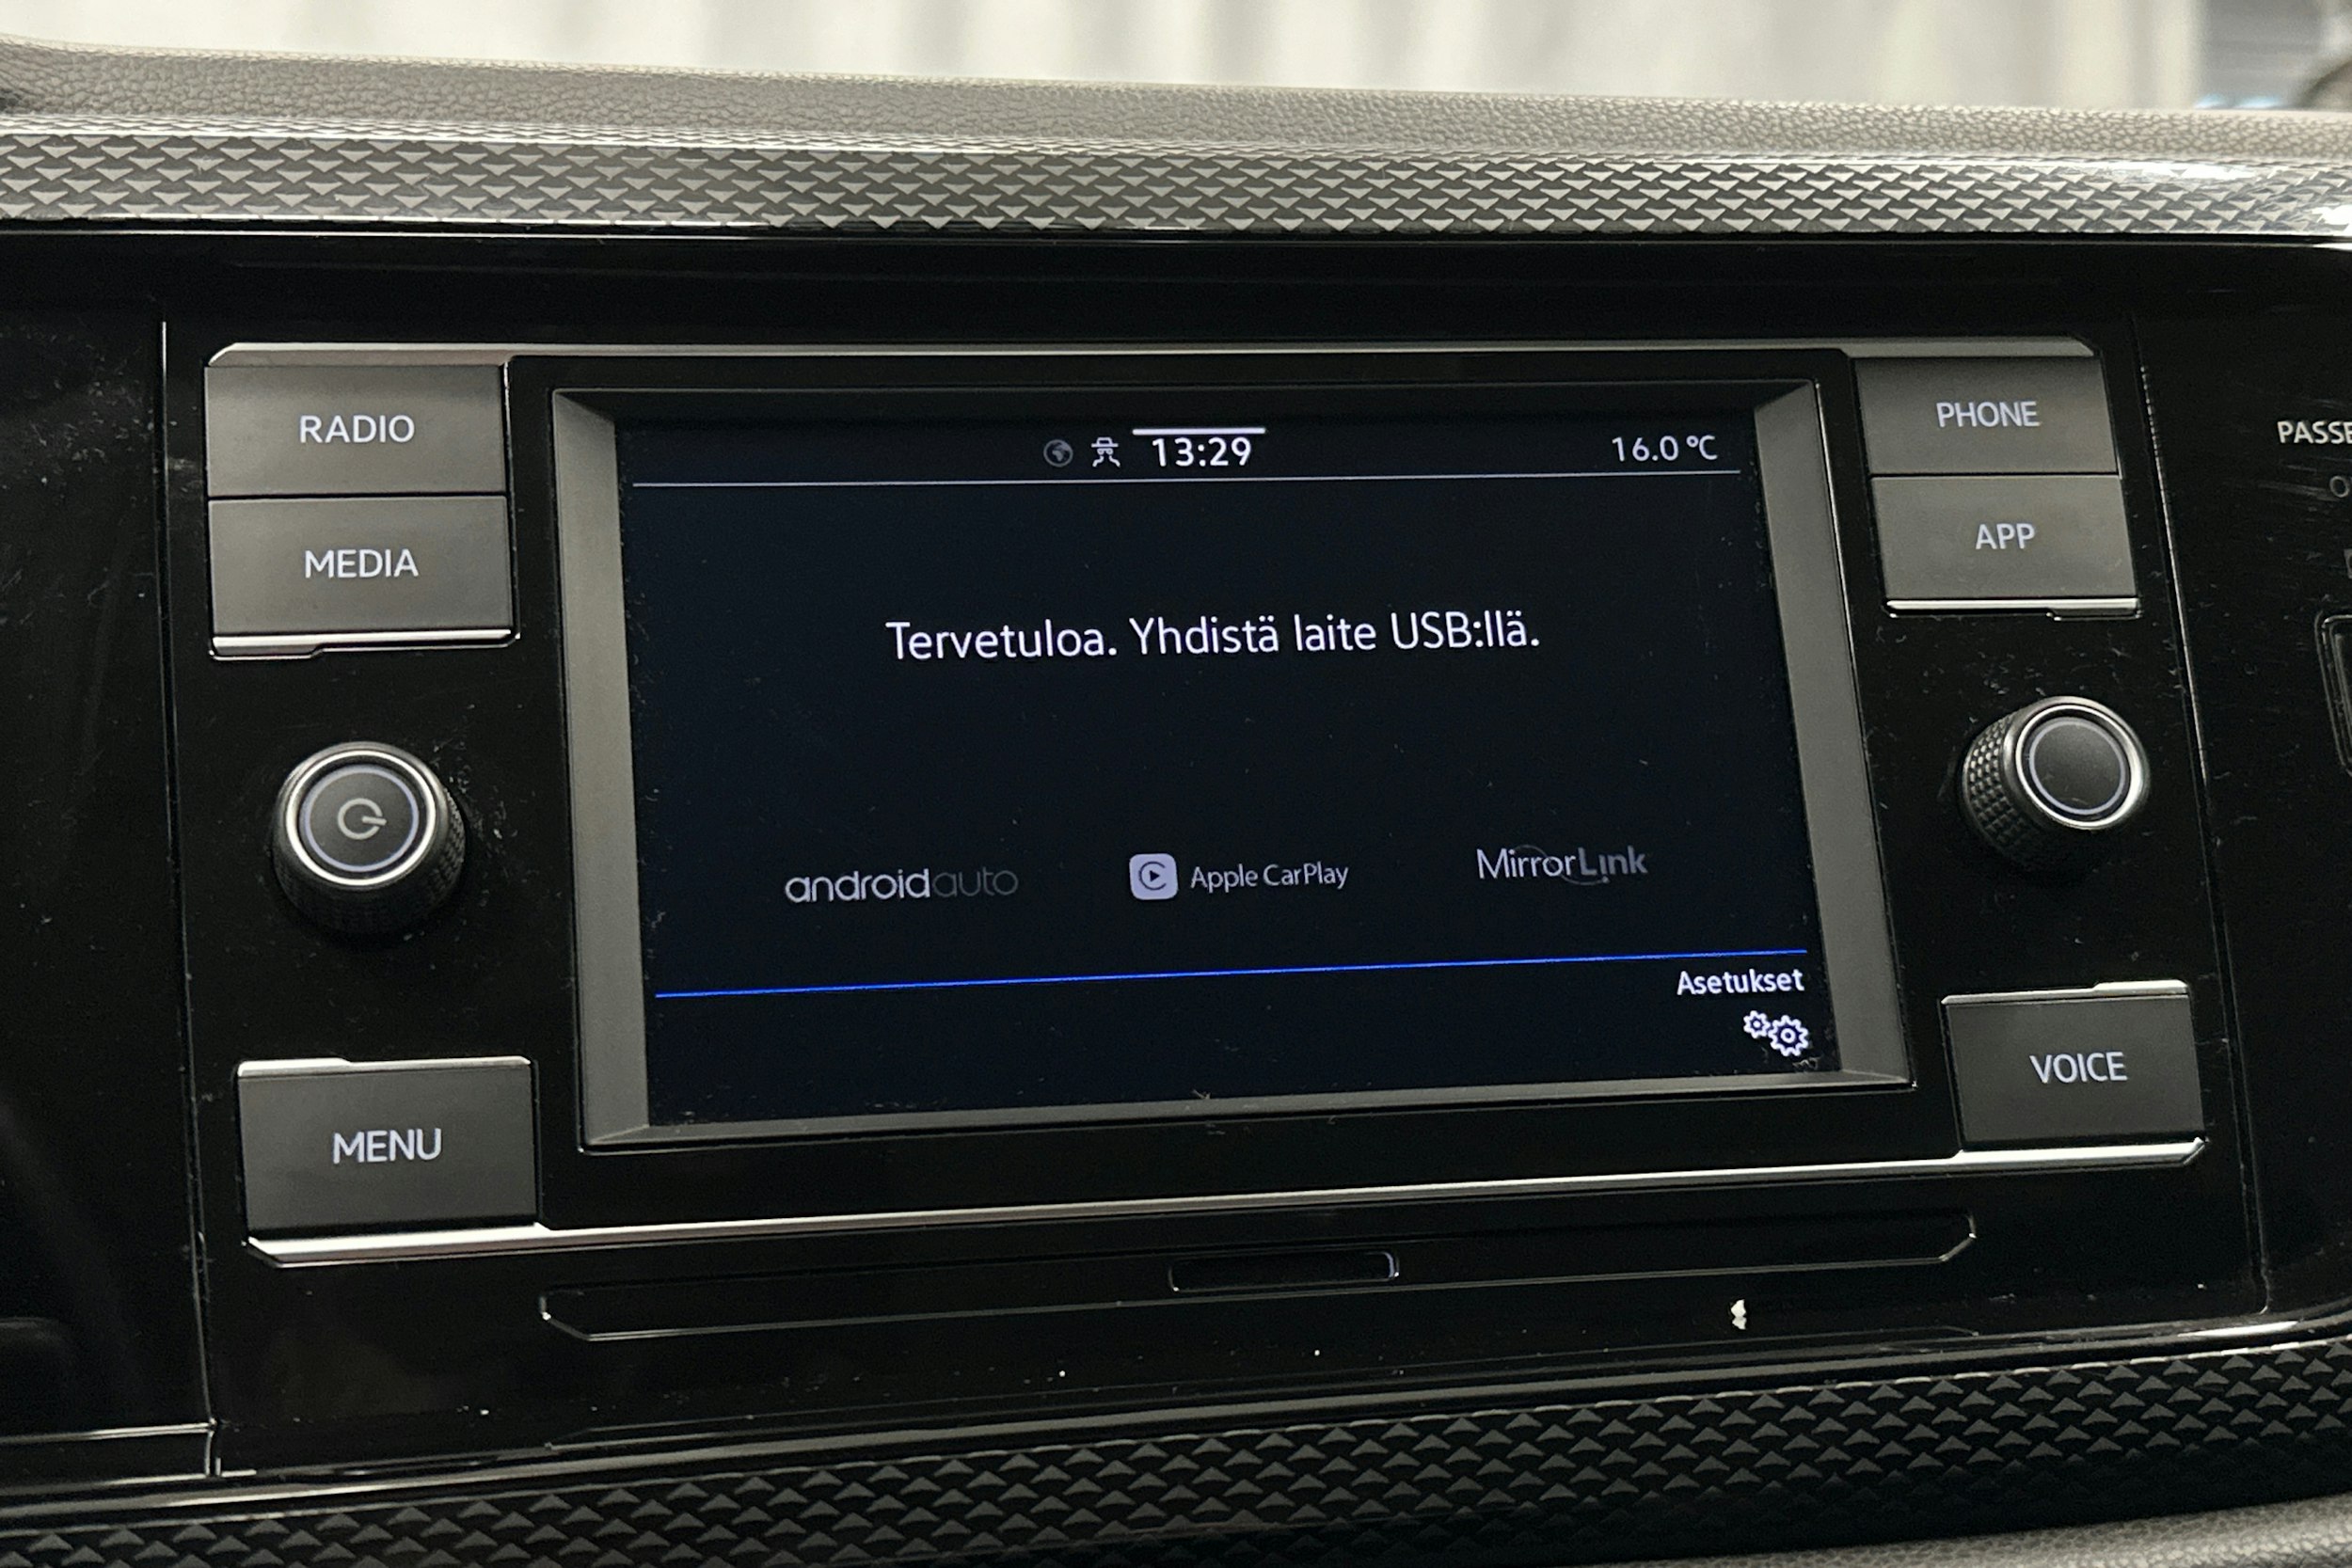 RADIO
MEDIA
MENU
13:29
16.0 °C
Tervetuloa. Yhdistä laite USB:llä.
androidauto
Apple CarPlay
MirrorLink
Asetukset
PHONE
APP
VOICE